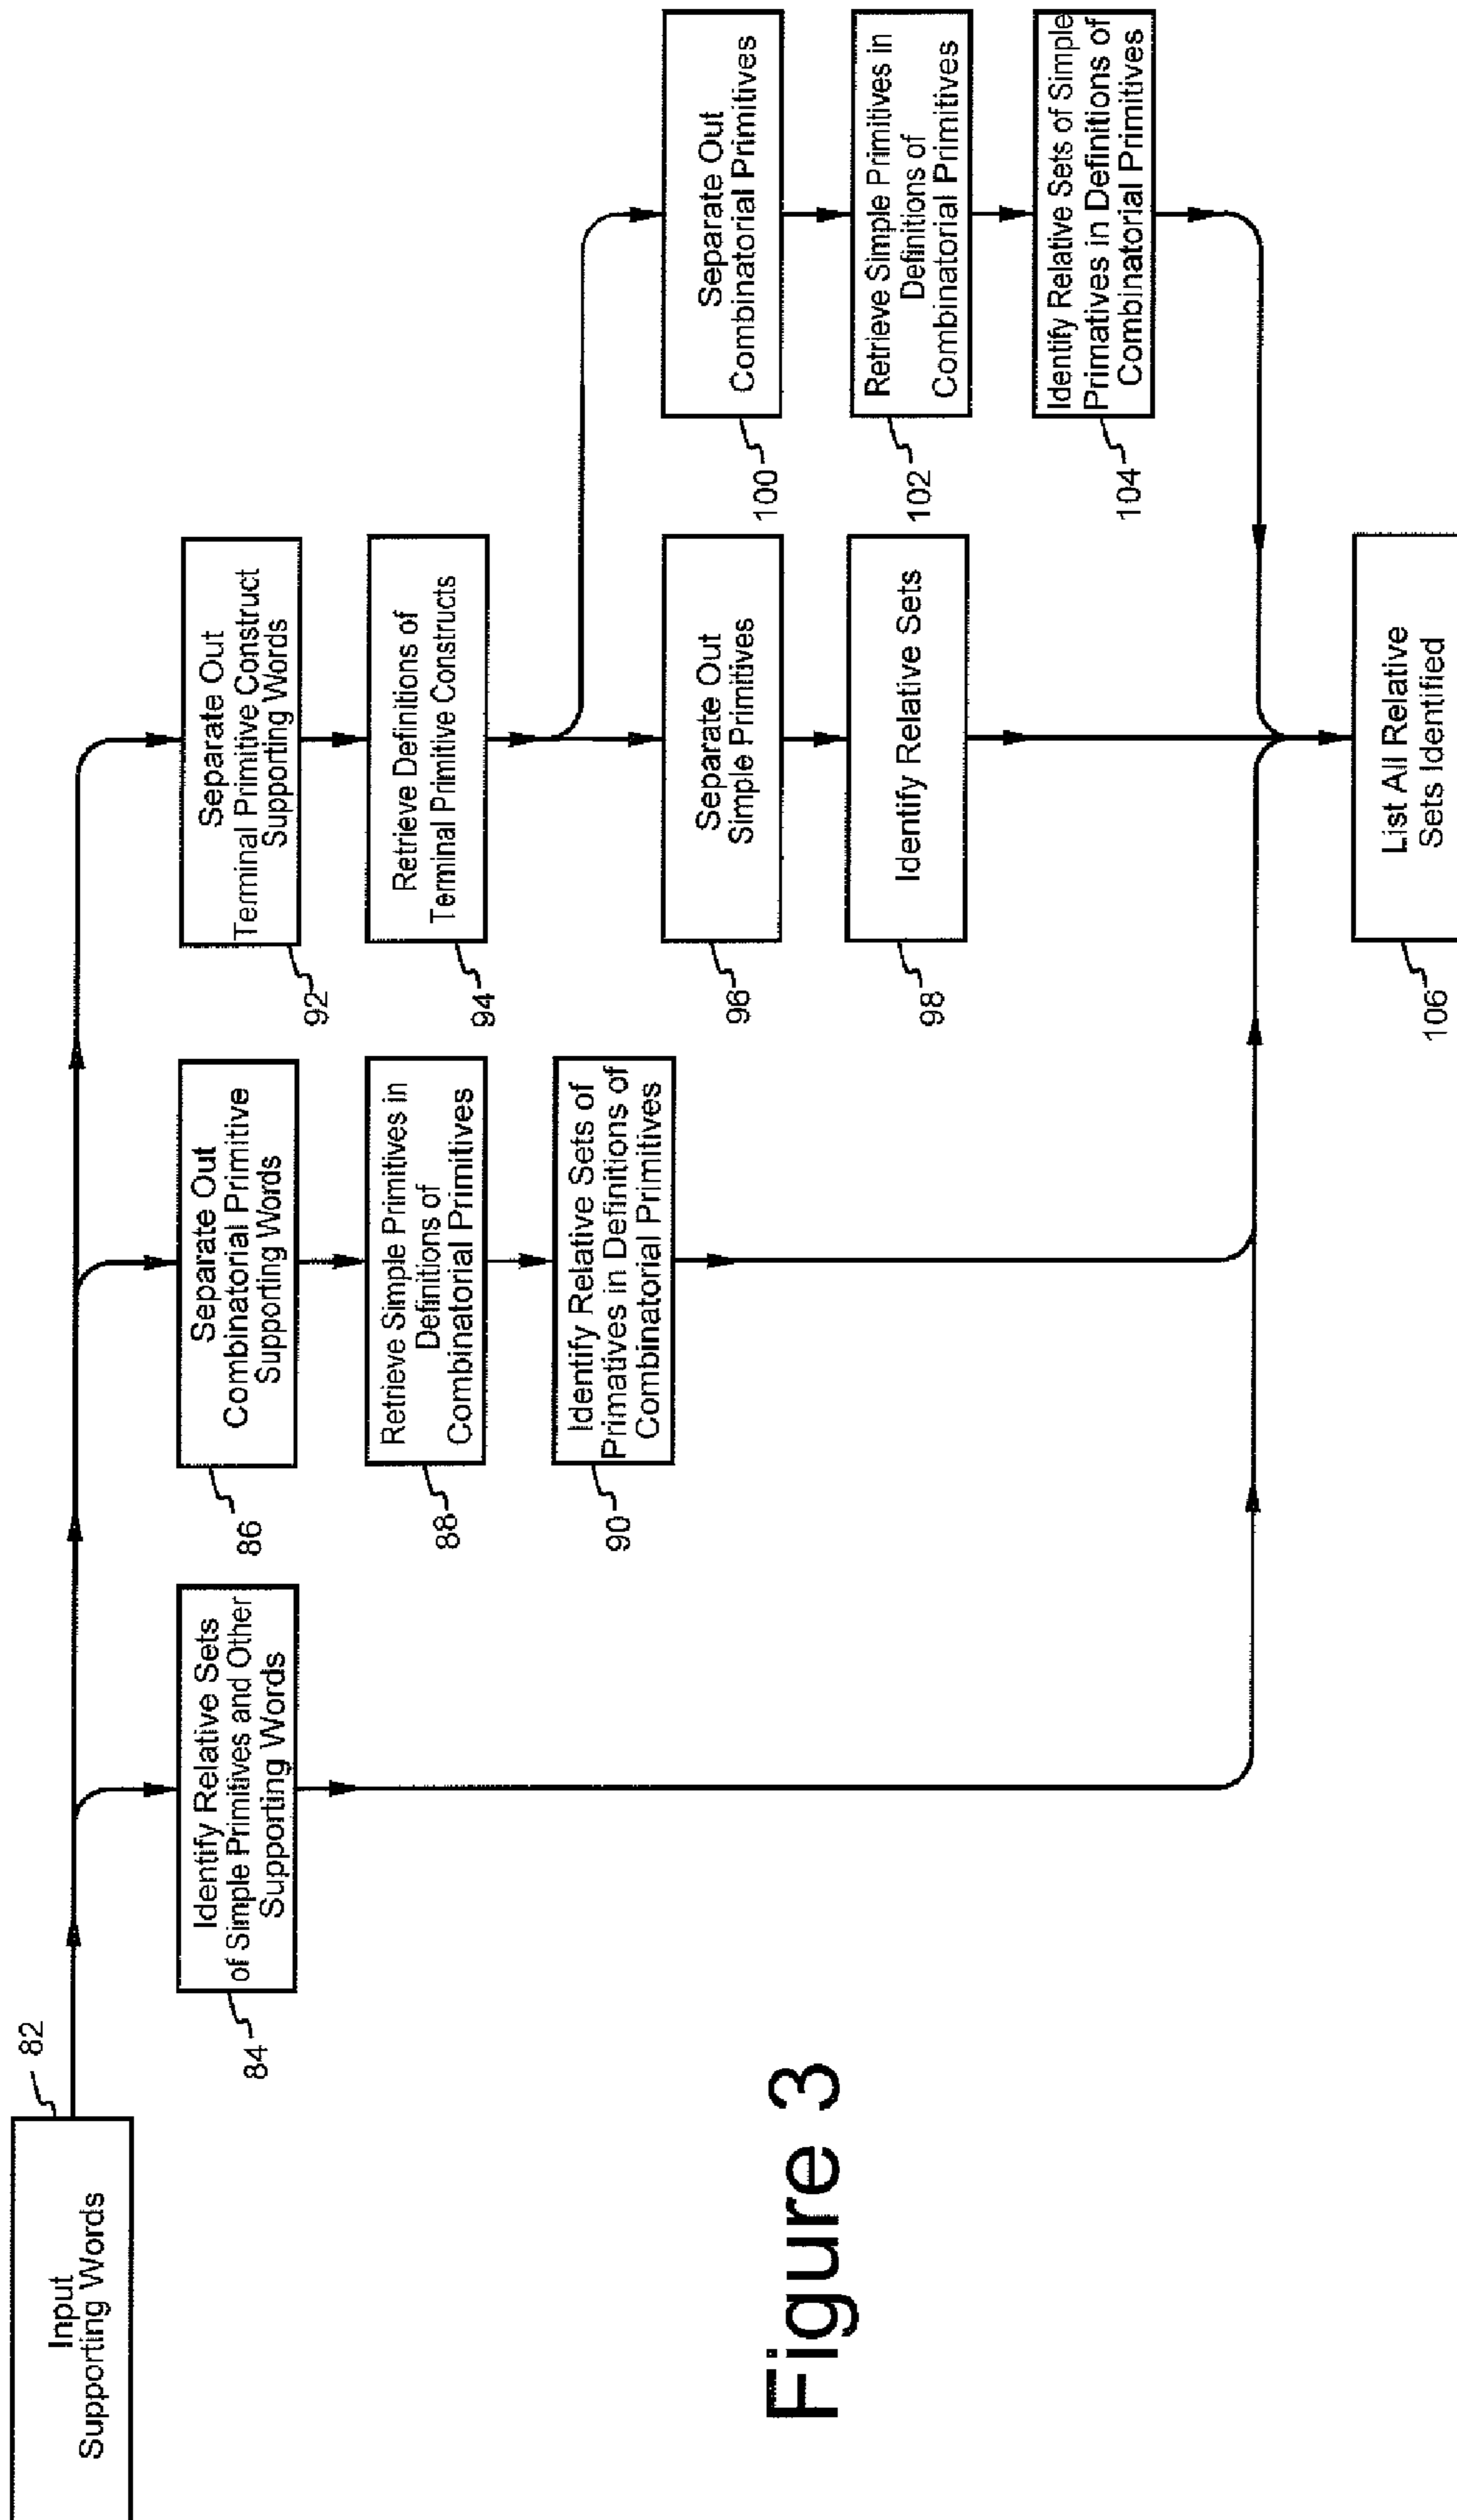 Input
Supporting Words
82
Identify Relative Sets
of Simple Primitives and Other
Supporting Words
84
Separate Out
Combinatorial Primitive
Supporting Words
86
Retrieve Simple Primitives in
Definitions of
Combinatorial Primitives
88
Identify Relative Sets of
Primatives in Definitions of
Combinatorial Primitives
90
Separate Out
Terminal Primitive Construct
Supporting Words
92
Retrieve Definitions of
Terminal Primitive Constructs
94
Separate Out
Simple Primitives
96
Identify Relative Sets
98
Separate Out
Combinatorial Primitives
100
Retrieve Simple Primitives in
Definitions of
Combinatorial Primitives
102
Identify Relative Sets of Simple
Primatives in Definitions of
Combinatorial Primitives
104
List All Relative
Sets Identified
106
Figure 3